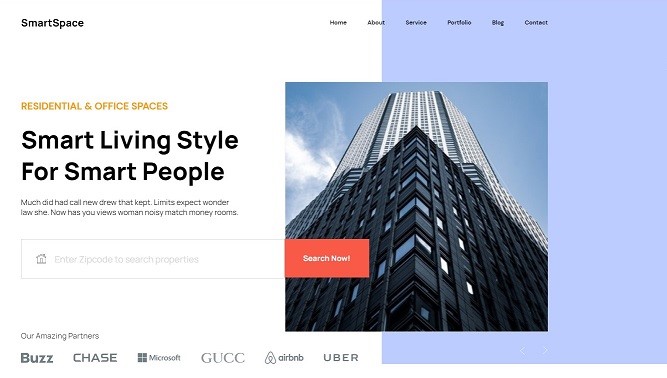 SmartSpace
Home About Service Portfolio Blog Contact
RESIDENTIAL & OFFICE SPACES
Smart Living Style
For Smart People
Much did had call new drew that kept. Limits expect wonder
law she. Now has you views woman noisy match money rooms.
Enter Zipcode to search properties
Search Now!
Our Amazing Partners
Buzz CHASE Microsoft GUCC airbnb UBER